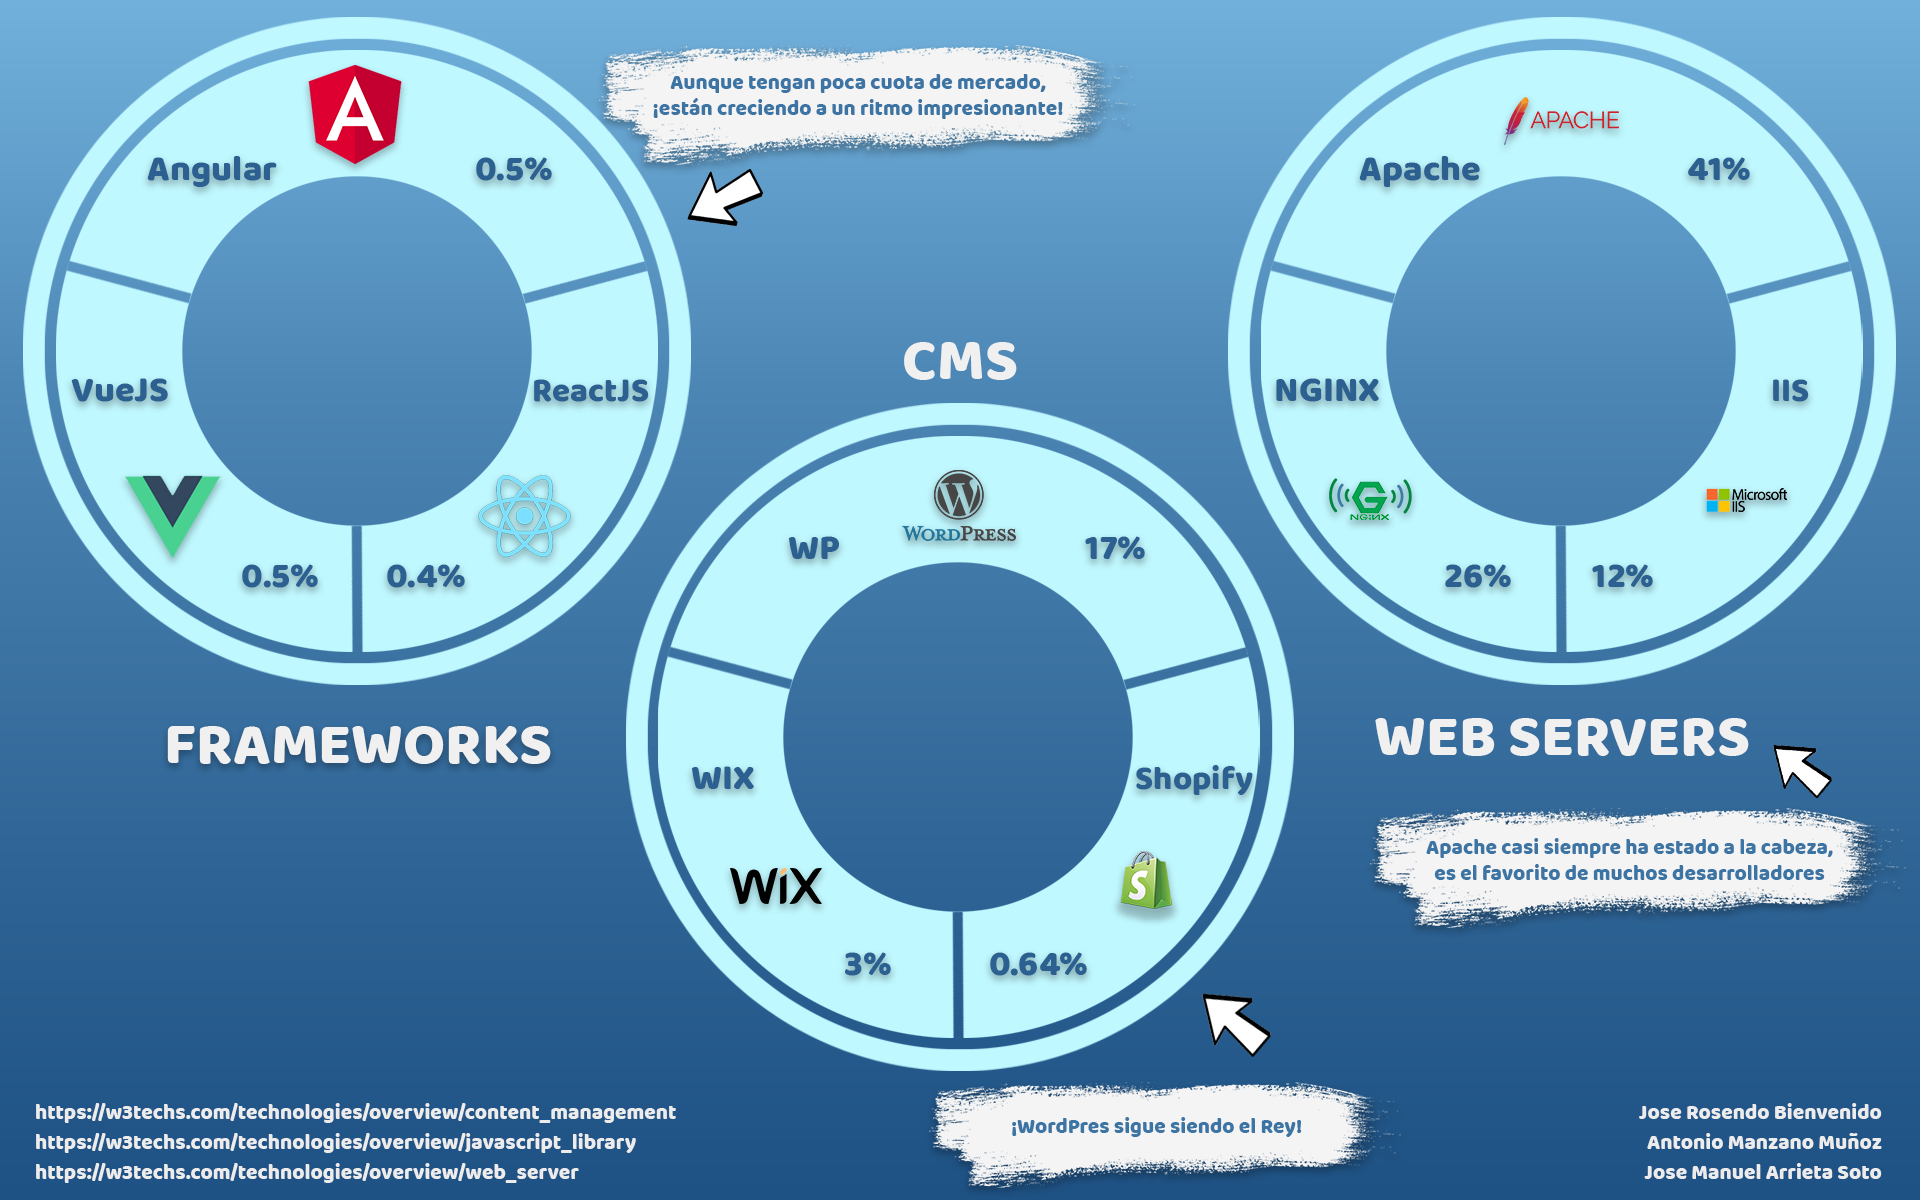 Aunque tengan poca cuota de mercado,
¡están creciendo a un ritmo impresionante!
Angular
0.5%
VueJS
ReactJS
0.5%
0.4%
FRAMEWORKS
CMS
WORDPRESS
WP
17%
WIX
Shopify
WiX
S
3%
0.64%
¡WordPres sigue siendo el Rey!
APACHE
Apache
41%
NGINX
IIS
NGiNX
Microsoft
IIS
26%
12%
WEB SERVERS
Apache casi siempre ha estado a la cabeza,
es el favorito de muchos desarrolladores
https://w3techs.com/technologies/overview/content_management
https://w3techs.com/technologies/overview/javascript_library
https://w3techs.com/technologies/overview/web_server
Jose Rosendo Bienvenido
Antonio Manzano Muñoz
Jose Manuel Arrieta Soto